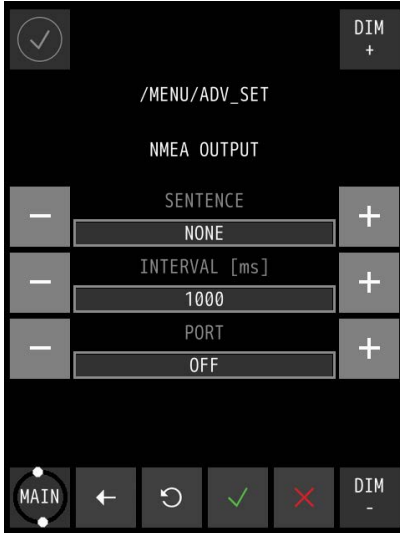 DIM
+
/MENU/ADV_SET
NMEA OUTPUT
SENTENCE
− NONE +
INTERVAL [ms]
− 1000 +
PORT
− OFF +
MAIN
DIM
-